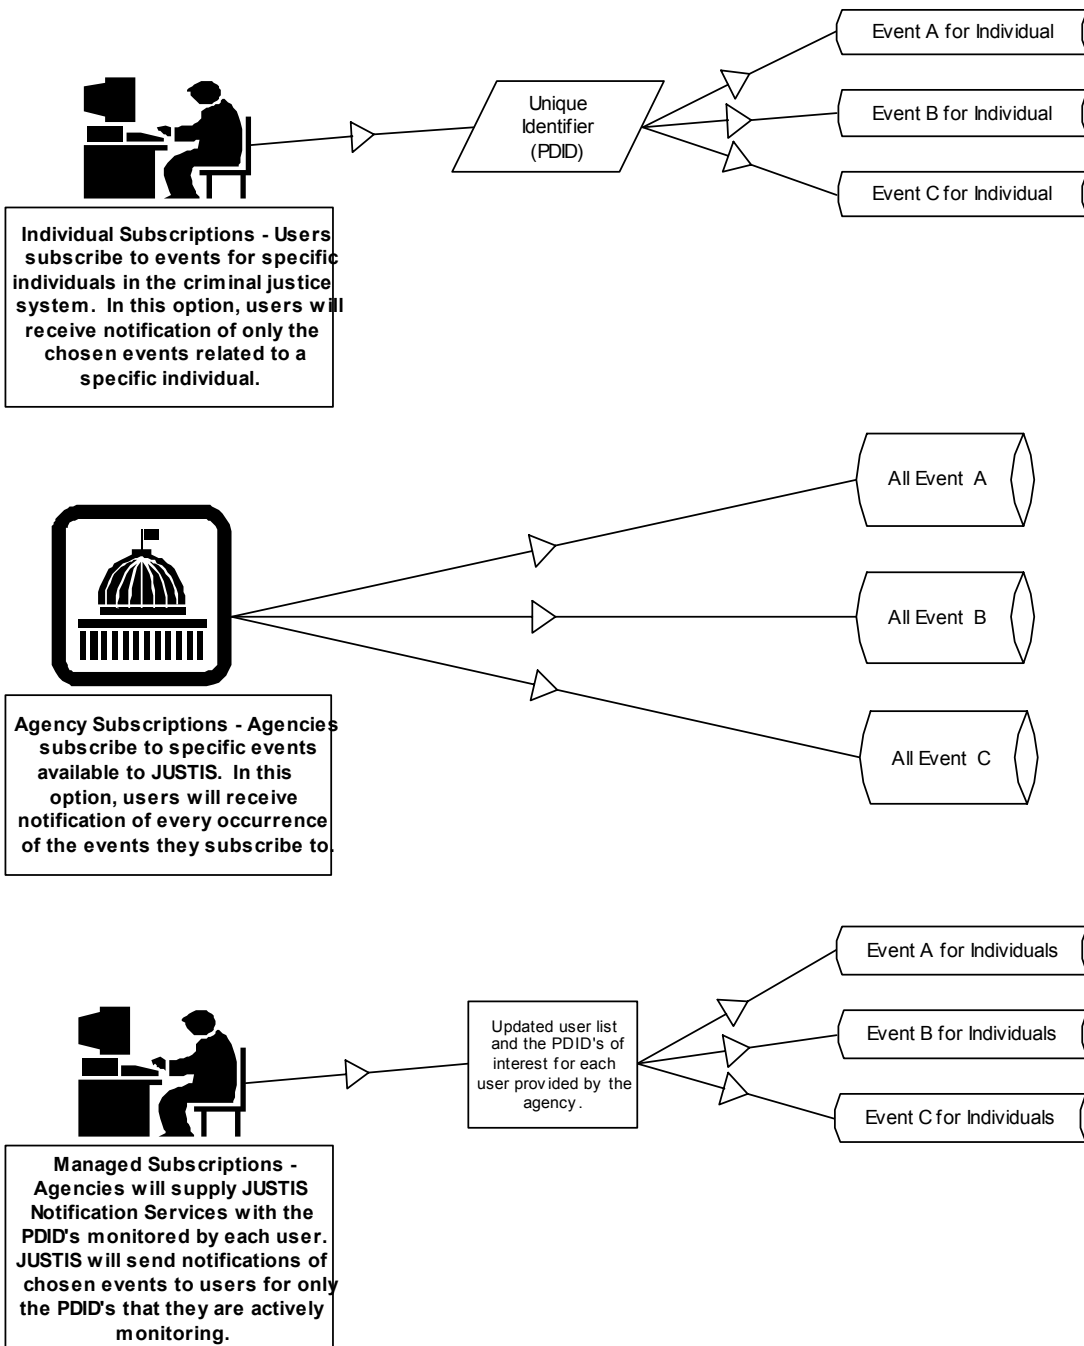 Event A for Individual
Unique
Identifier
(PDID)
Event B for Individual
Event C for Individual
Individual Subscriptions - Users
subscribe to events for specific
individuals in the criminal justice
system. In this option, users will
receive notification of only the
chosen events related to a
specific individual.
All Event A
All Event B
All Event C
Agency Subscriptions - Agencies
subscribe to specific events
available to JUSTIS. In this
option, users will receive
notification of every occurrence
of the events they subscribe to.
Event A for Individuals
Updated user list
and the PDID's of
interest for each
user provided by the
agency.
Event B for Individuals
Event C for Individuals
Managed Subscriptions -
Agencies will supply JUSTIS
Notification Services with the
PDID's monitored by each user.
JUSTIS will send notifications of
chosen events to users for only
the PDID's that they are actively
monitoring.